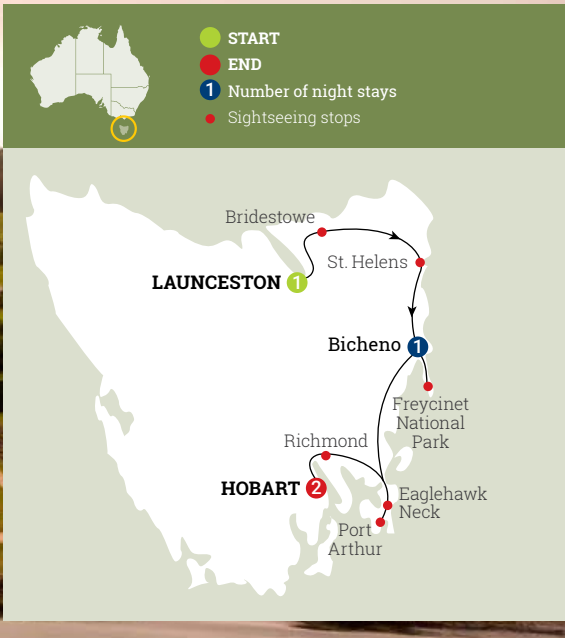 START
END
1 Number of night stays
Sightseeing stops
Bridestowe
St. Helens
LAUNCESTON 1
Bicheno 1
Freycinet
National
Park
Richmond
HOBART 2
Eaglehawk
Neck
Port
Arthur